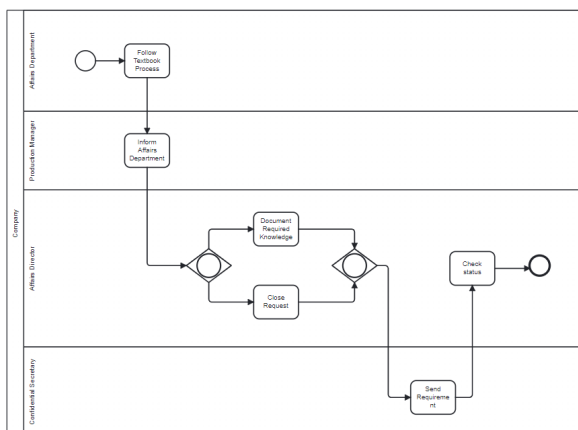 Company
Affairs Department
Follow
Textbook
Process
Production Manager
Inform
Affairs
Department
Affairs Director
Document
Required
Knowledge
Close
Request
Check
status
Confidential Secretary
Send
Requireme
nt